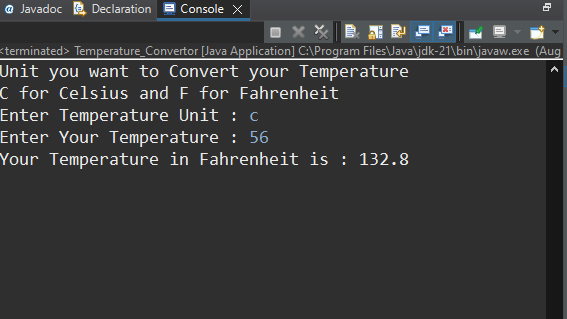 Javadoc Declaration Console
<terminated> Temperature_Convertor [Java Application] C:\Program Files\Java\jdk-21\bin\javaw.exe (Aug
Unit you want to Convert your Temperature
C for Celsius and F for Fahrenheit
Enter Temperature Unit : c
Enter Your Temperature : 56
Your Temperature in Fahrenheit is : 132.8